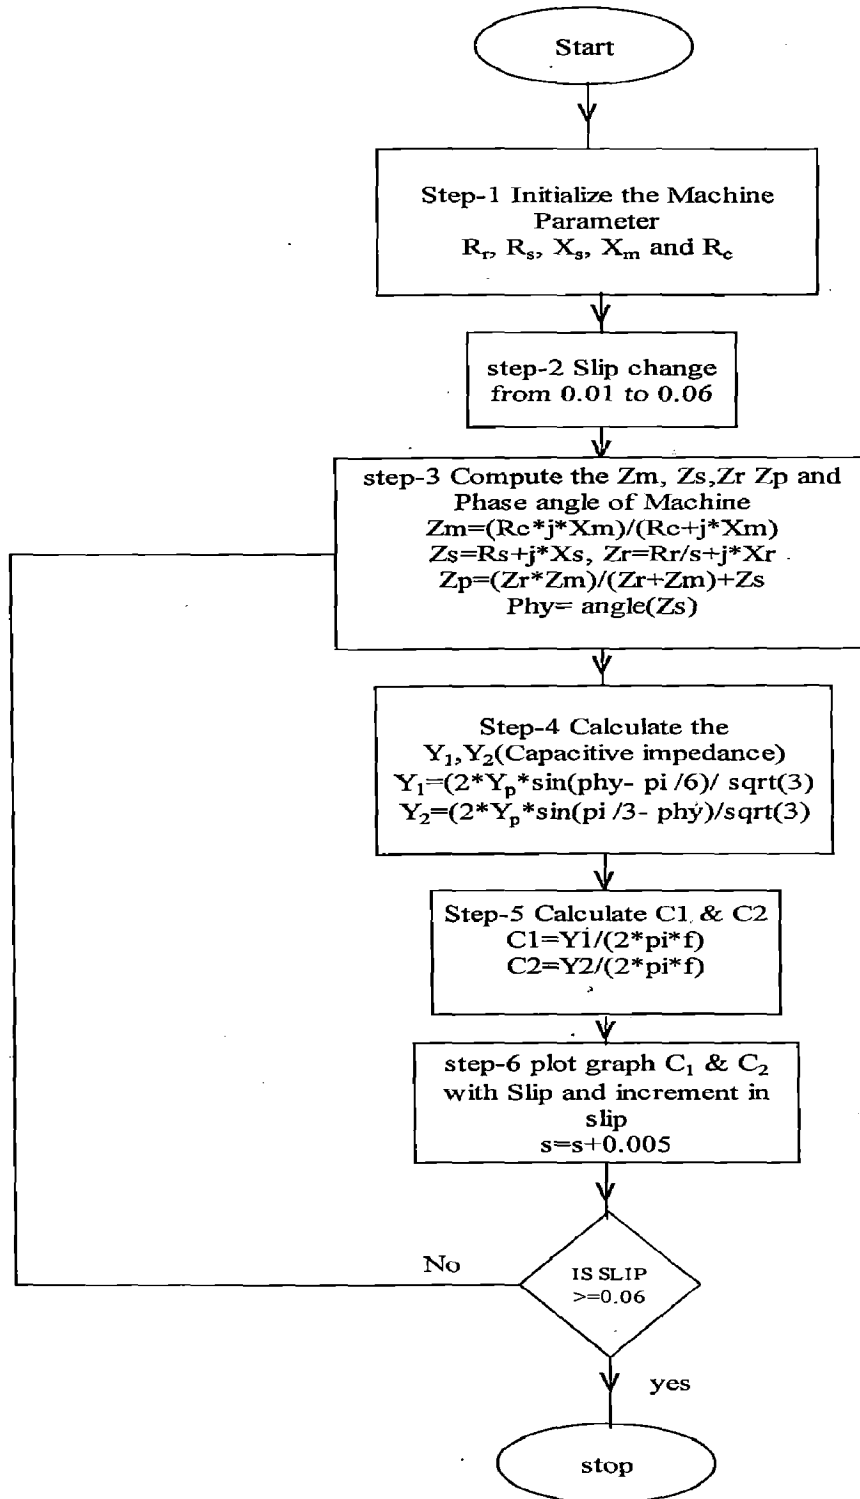 Start
Step-1 Initialize the Machine
Parameter
Rr, Rs, Xs, Xm and Rc
step-2 Slip change
from 0.01 to 0.06
step-3 Compute the Zm, Zs,Zr Zp and
Phase angle of Machine
Zm=(Rc*j*Xm)/(Rc+j*Xm)
Zs=Rs+j*Xs, Zr=Rr/s+j*Xr
Zp=(Zr*Zm)/(Zr+Zm)+Zs
Phy= angle(Zs)
Step-4 Calculate the
Y1,Y2(Capacitive impedance)
Y1=(2*Yp*sin(phy- pi /6)/ sqrt(3)
Y2=(2*Yp*sin(pi /3- phy)/sqrt(3)
Step-5 Calculate C1 & C2
C1=Y1/(2*pi*f)
C2=Y2/(2*pi*f)
step-6 plot graph C1 & C2
with Slip and increment in
slip
s=s+0.005
No
IS SLIP
>=0.06
yes
stop